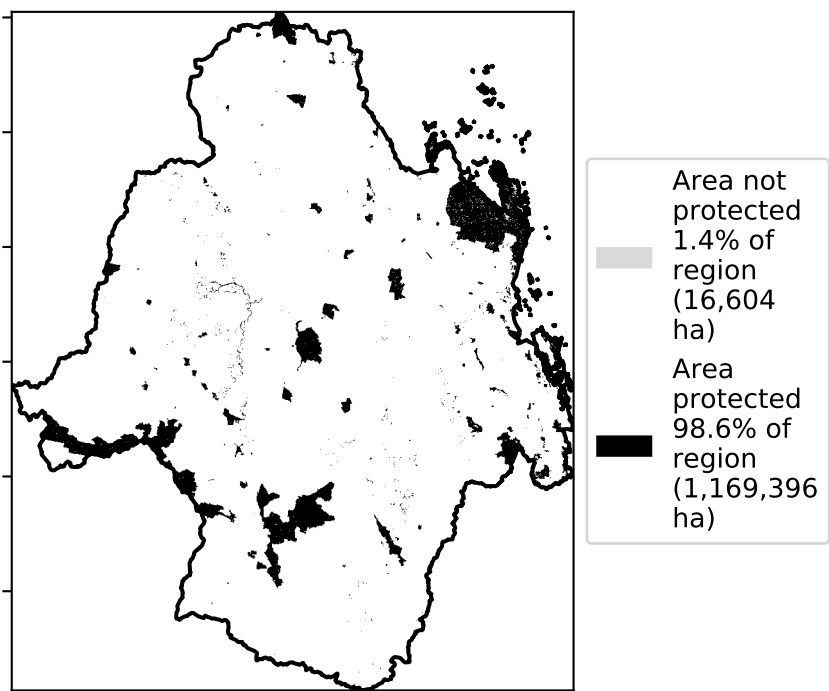 Area not
protected
1.4% of
region
(16,604
ha)
Area
protected
98.6% of
region
(1,169,396
ha)